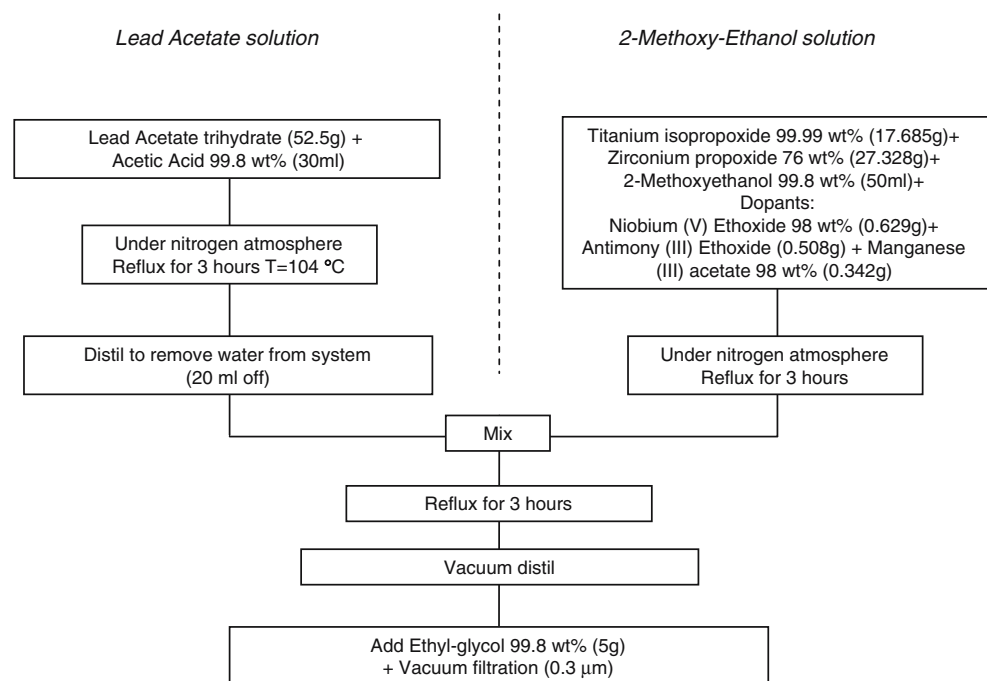 Lead Acetate solution
2-Methoxy-Ethanol solution
Lead Acetate trihydrate (52.5g) +
Acetic Acid 99.8 wt% (30ml)
Titanium isopropoxide 99.99 wt% (17.685g)+
Zirconium propoxide 76 wt% (27.328g)+
2-Methoxyethanol 99.8 wt% (50ml)+
Dopants:
Niobium (V) Ethoxide 98 wt% (0.629g)+
Antimony (III) Ethoxide (0.508g) + Manganese
(III) acetate 98 wt% (0.342g)
Under nitrogen atmosphere
Reflux for 3 hours T=104 ºC
Distil to remove water from system
(20 ml off)
Under nitrogen atmosphere
Reflux for 3 hours
Mix
Reflux for 3 hours
Vacuum distil
Add Ethyl-glycol 99.8 wt% (5g)
+ Vacuum filtration (0.3 μm)